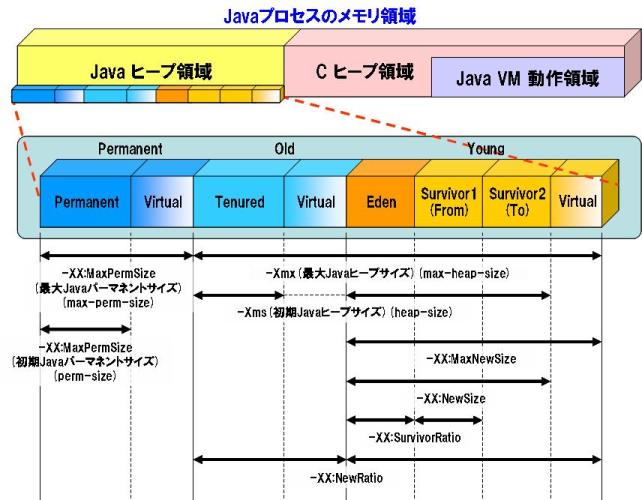 Javaプロセスのメモリ領域
Java ヒープ領域
C ヒープ領域
Java VM 動作領域
Permanent
Old
Young
Permanent
Virtual
Tenured
Virtual
Eden
Survivor1
(From)
Survivor2
(To)
Virtual
-XX:MaxPermSize
(最大Javaパーマネントサイズ)
(max-perm-size)
-Xmx(最大Javaヒープサイズ)(max-heap-size)
-Xms(初期Javaヒープサイズ)(heap-size)
-XX:MaxPermSize
(初期Javaパーマネントサイズ)
(perm-size)
-XX:MaxNewSize
-XX:NewSize
-XX:SurvivorRatio
-XX:NewRatio